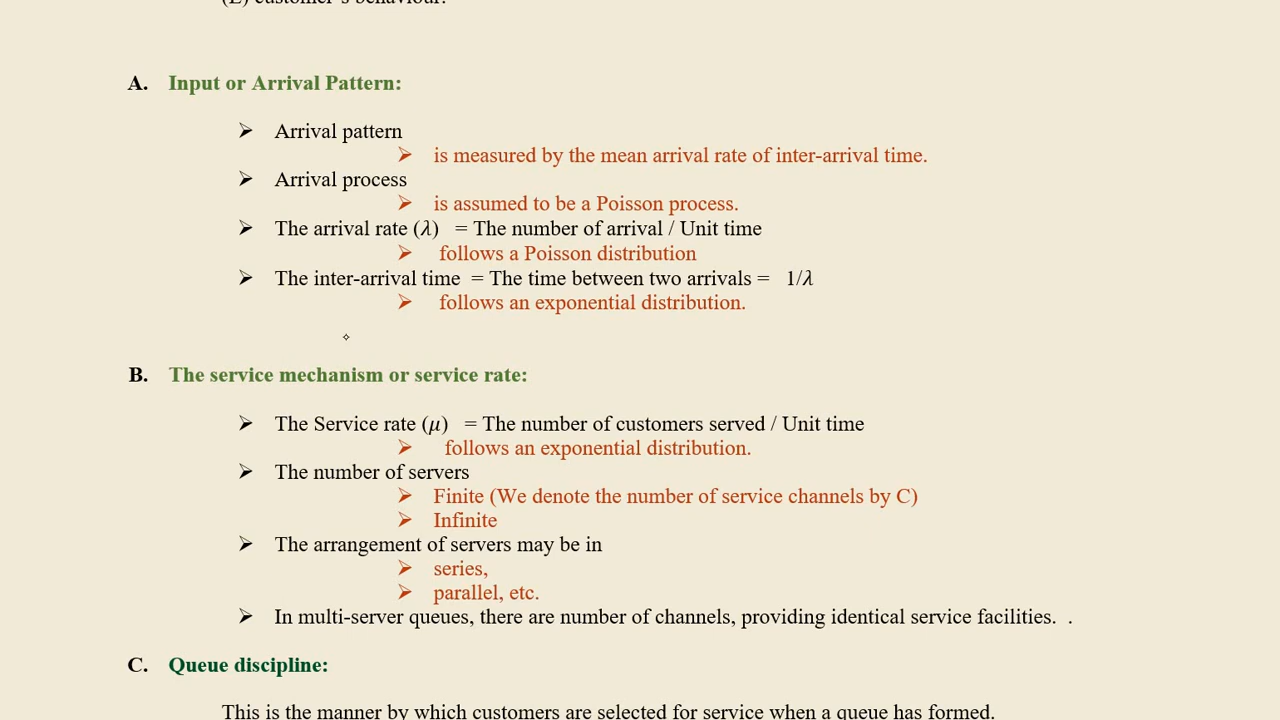 (E) customer's behaviour.
A. Input or Arrival Pattern:
➢ Arrival pattern
➢ is measured by the mean arrival rate of inter-arrival time.
➢ Arrival process
➢ is assumed to be a Poisson process.
➢ The arrival rate (λ) = The number of arrival / Unit time
➢ follows a Poisson distribution
➢ The inter-arrival time = The time between two arrivals = 1/λ
➢ follows an exponential distribution.
B. The service mechanism or service rate:
➢ The Service rate (μ) = The number of customers served / Unit time
➢ follows an exponential distribution.
➢ The number of servers
➢ Finite (We denote the number of service channels by C)
➢ Infinite
➢ The arrangement of servers may be in
➢ series,
➢ parallel, etc.
➢ In multi-server queues, there are number of channels, providing identical service facilities. .
C. Queue discipline:
This is the manner by which customers are selected for service when a queue has formed.